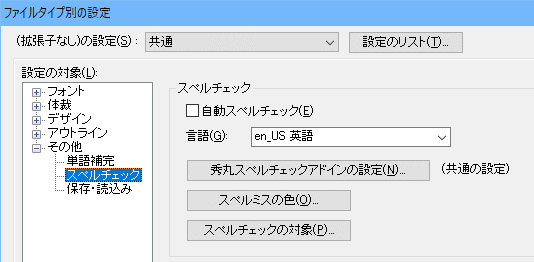 ファイルタイプ別の設定
(拡張子なし)の設定(S): 共通 設定のリスト(T)...
設定の対象(L):
フォント
体裁
デザイン
アウトライン
その他
単語補完
スペルチェック
保存・読込み
スペルチェック
自動スペルチェック(E)
言語(G): en_US 英語
秀丸スペルチェックアドインの設定(N)... (共通の設定)
スペルミスの色(O)...
スペルチェックの対象(P)...